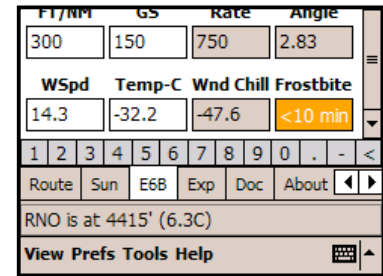 FT/NM GS Rate Angle
300 150 750 2.83
WSpd Temp-C Wnd Chill Frostbite
14.3 -32.2 -47.6 <10 min
1 2 3 4 5 6 7 8 9 0 . - <
Route Sun E6B Exp Doc About
RNO is at 4415' (6.3C)
View Prefs Tools Help